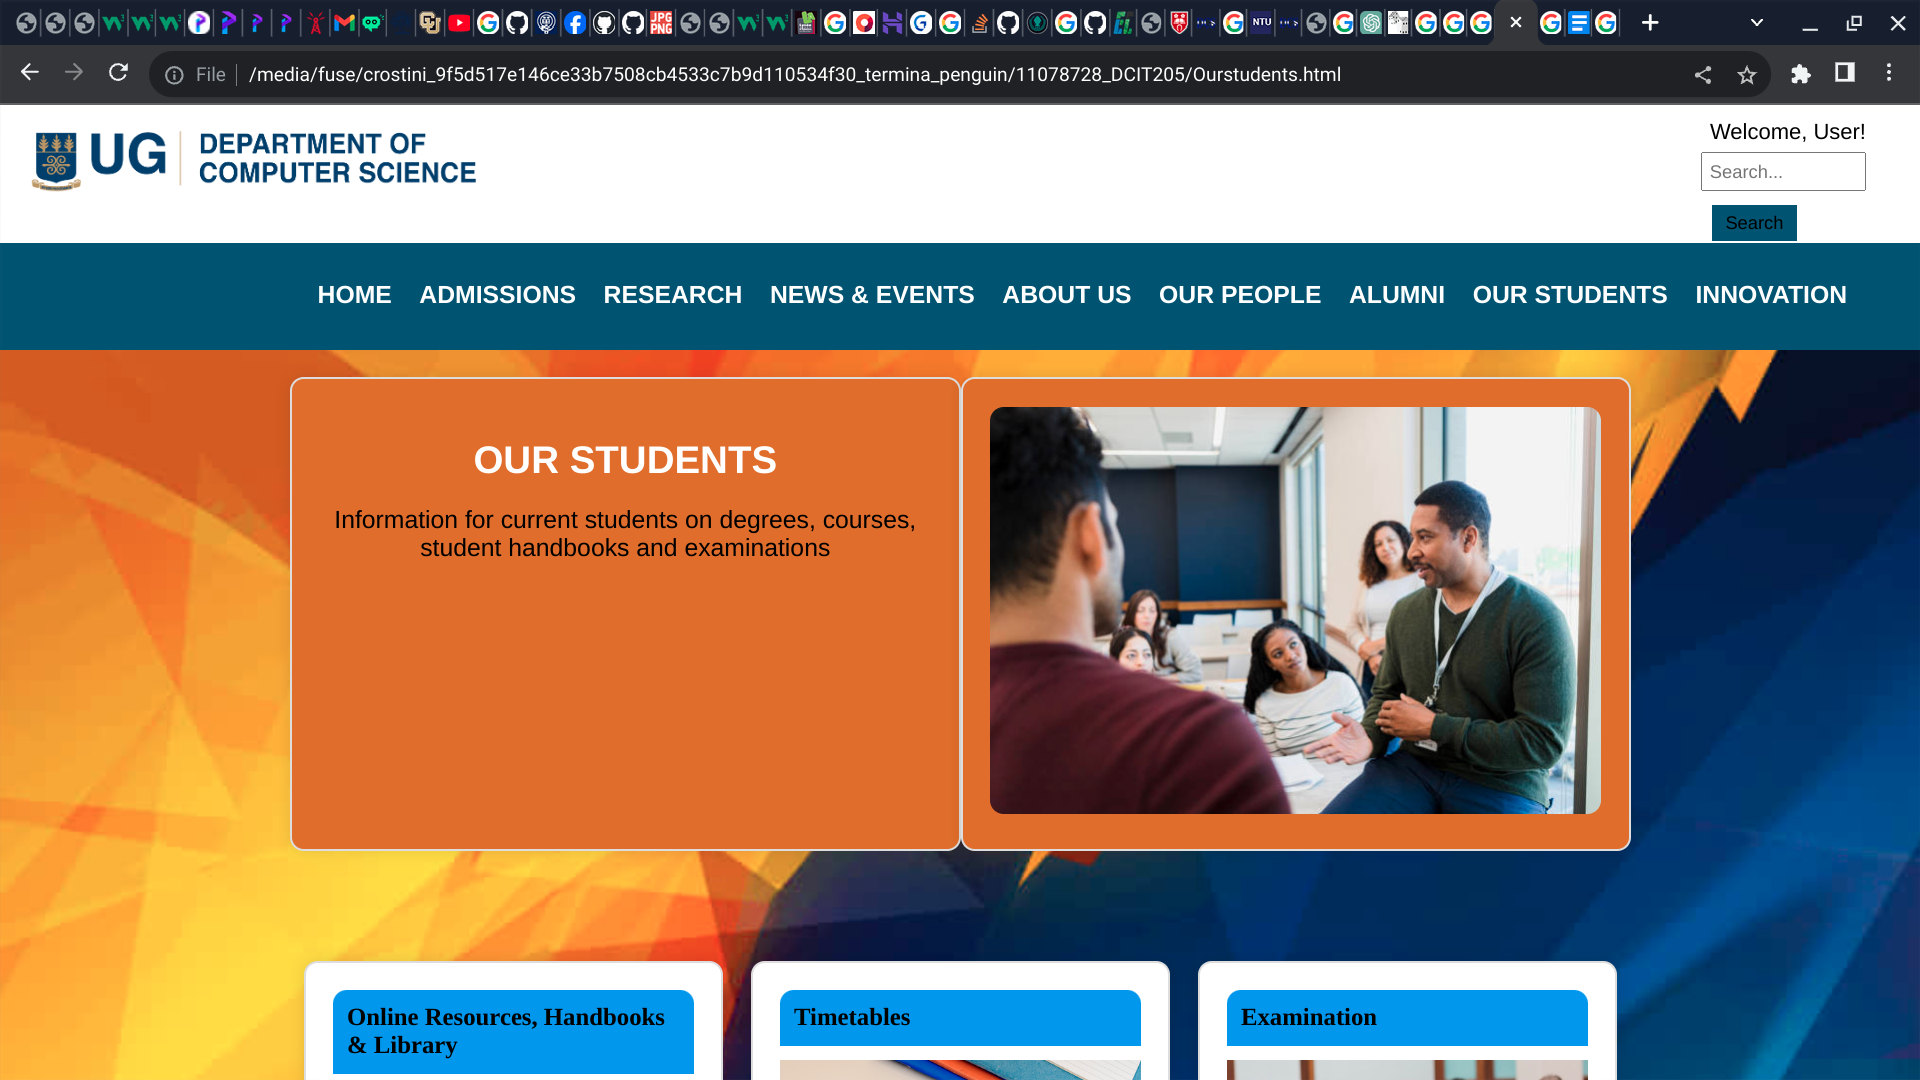 File
/media/fuse/crostini_9f5d517e146ce33b7508cb4533c7b9d110534f30_termina_penguin/11078728_DCIT205/Ourstudents.html
UG
DEPARTMENT OF
COMPUTER SCIENCE
Welcome, User!
Search...
Search
HOME ADMISSIONS RESEARCH NEWS & EVENTS ABOUT US OUR PEOPLE ALUMNI OUR STUDENTS INNOVATION
OUR STUDENTS
Information for current students on degrees, courses,
student handbooks and examinations
Online Resources, Handbooks
& Library
Timetables
Examination